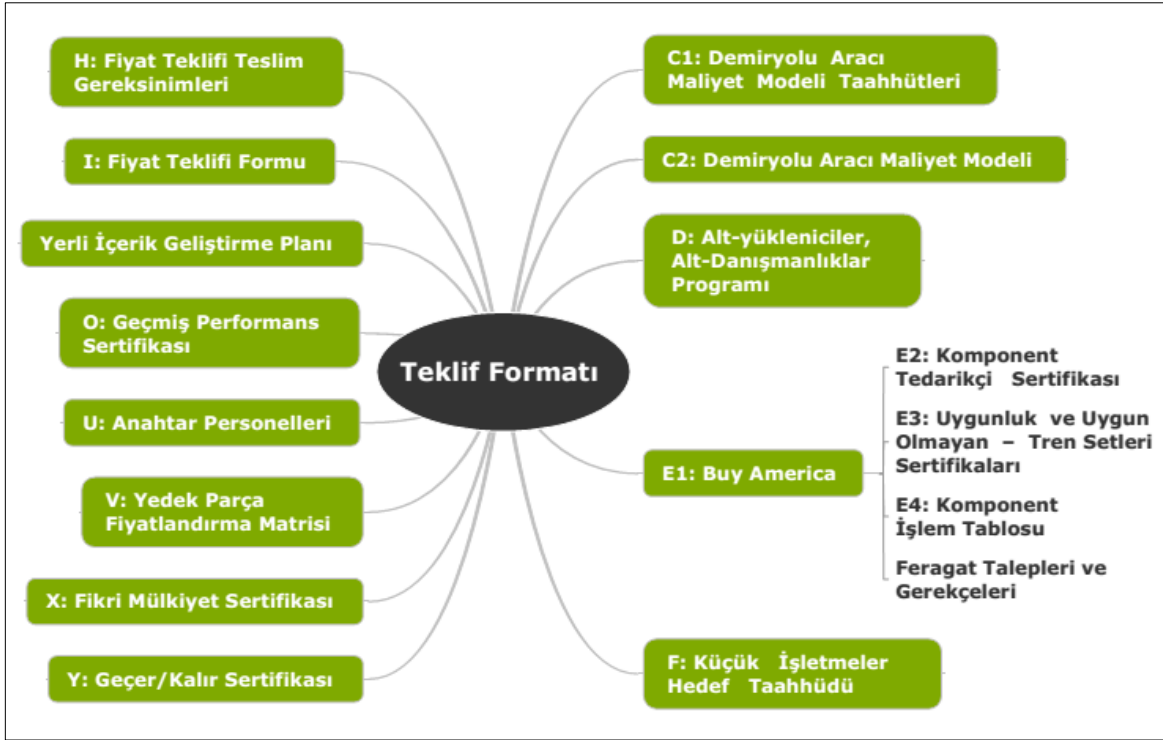 H: Fiyat Teklifi Teslim
Gereksinimleri
I: Fiyat Teklifi Formu
Yerli İçerik Geliştirme Planı
O: Geçmiş Performans
Sertifikası
U: Anahtar Personelleri
V: Yedek Parça
Fiyatlandırma Matrisi
X: Fikri Mülkiyet Sertifikası
Y: Geçer/Kalır Sertifikası
Teklif Formatı
C1: Demiryolu Aracı
Maliyet Modeli Taahhütleri
C2: Demiryolu Aracı Maliyet Modeli
D: Alt-yükleniciler,
Alt-Danışmanlıklar
Programı
E1: Buy America
E2: Komponent
Tedarikçi Sertifikası
E3: Uygunluk ve Uygun
Olmayan – Tren Setleri
Sertifikaları
E4: Komponent
İşlem Tablosu
Feragat Talepleri ve
Gerekçeleri
F: Küçük İşletmeler
Hedef Taahhüdü